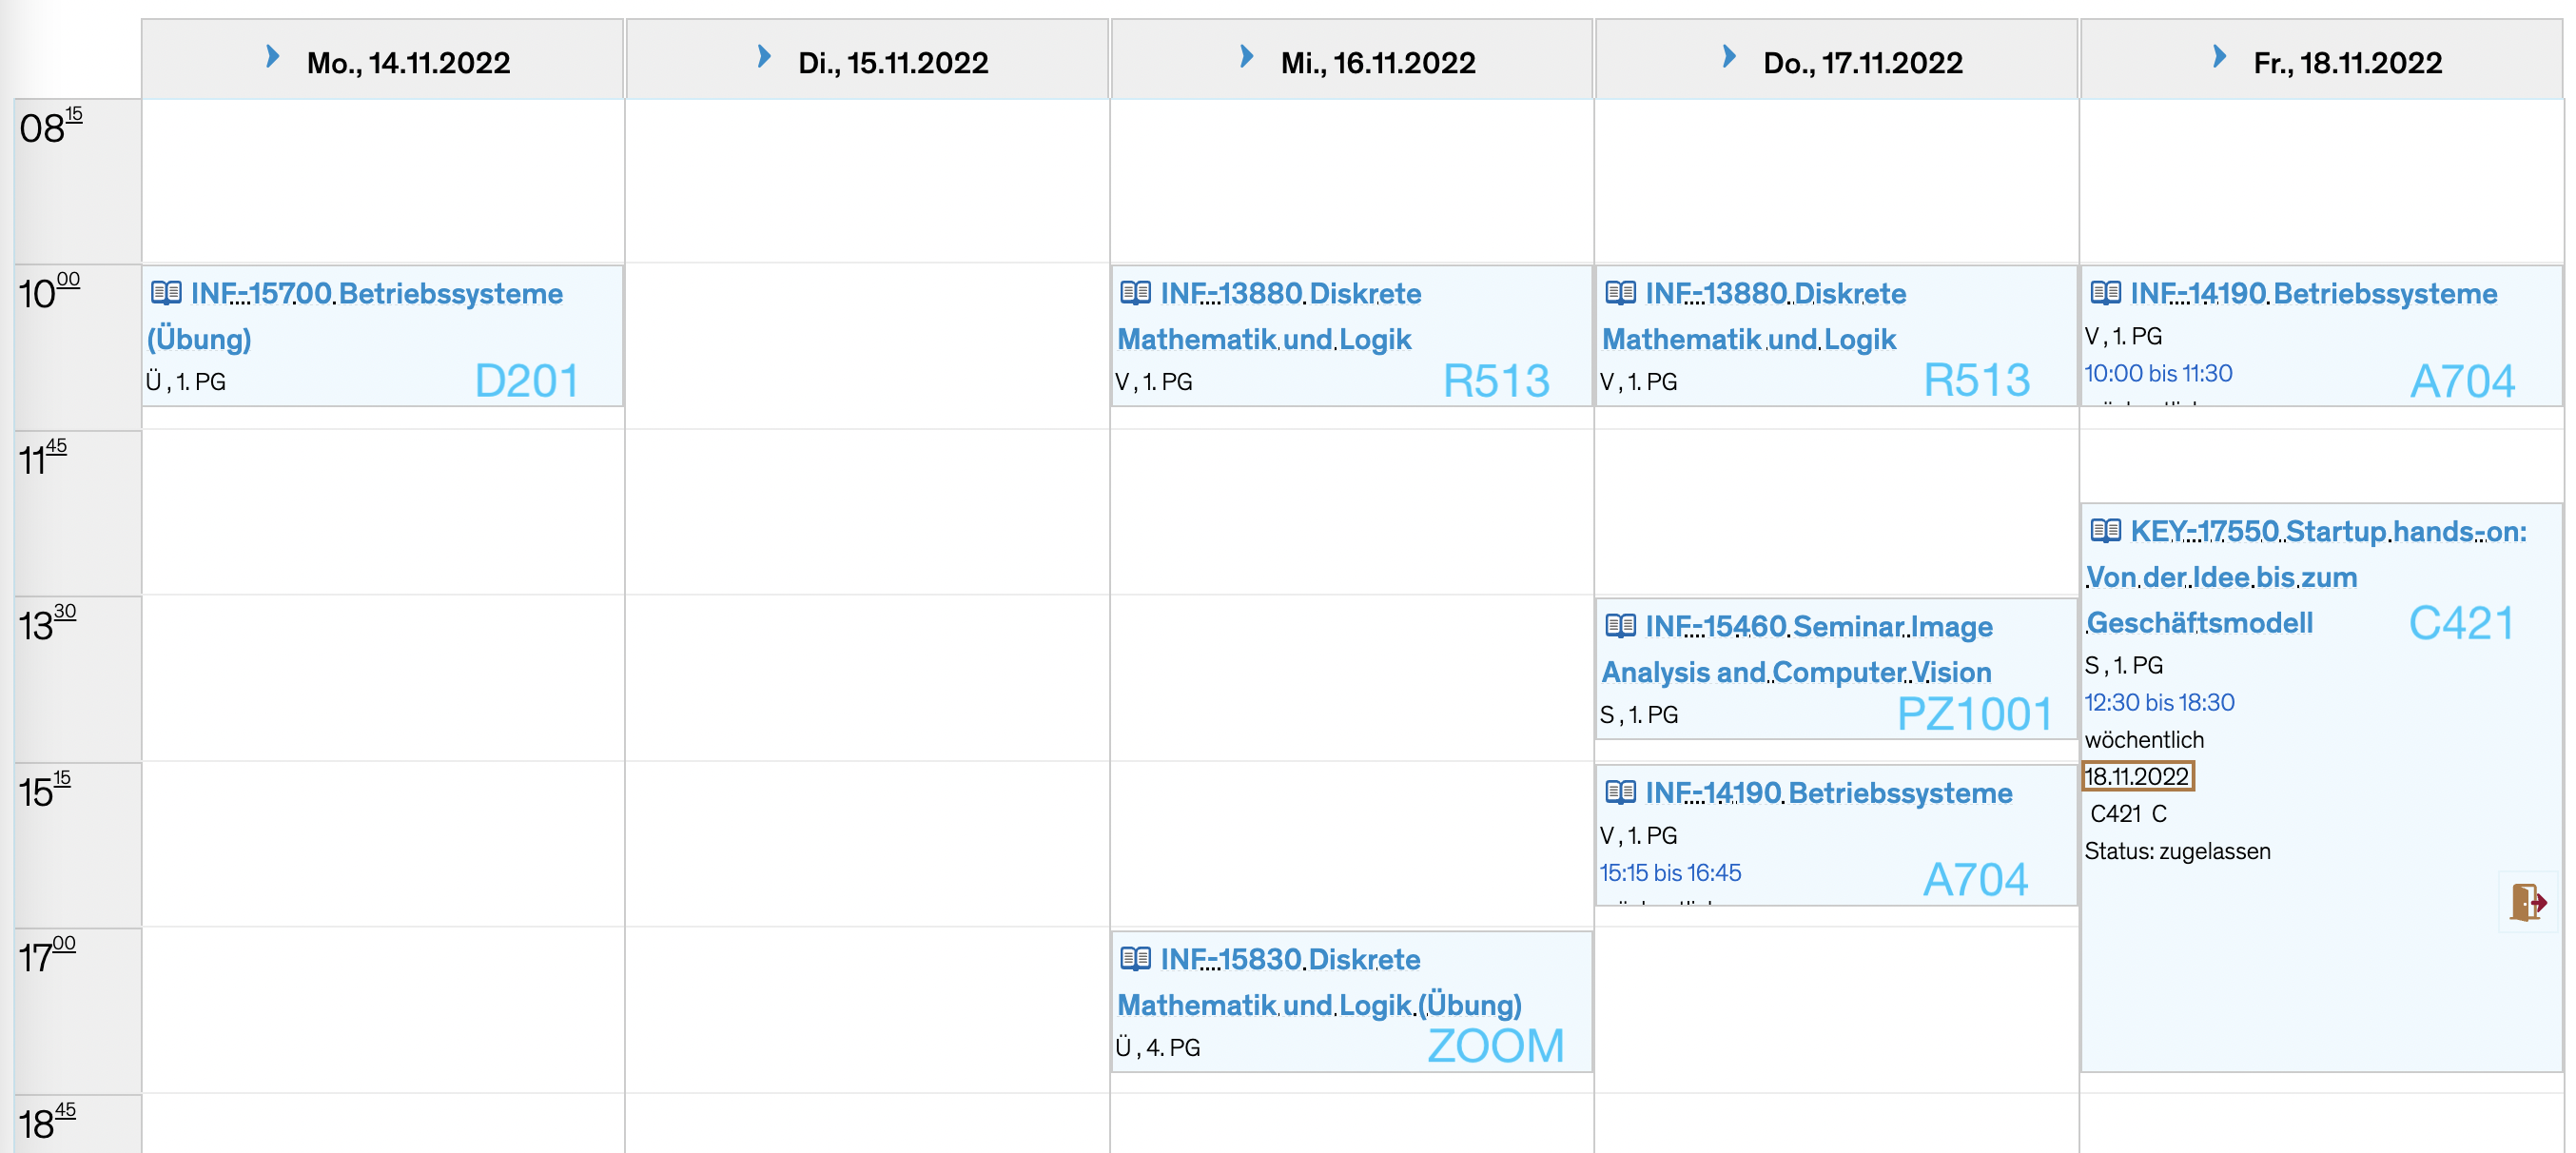 Mo., 14.11.2022
Di., 15.11.2022
Mi., 16.11.2022
Do., 17.11.2022
Fr., 18.11.2022
08 15
10 00
INF-15700 Betriebssysteme
(Übung)
Ü , 1. PG
D201
INF-13880 Diskrete
Mathematik und Logik
V , 1. PG
R513
INF-13880 Diskrete
Mathematik und Logik
V , 1. PG
R513
INF-14190 Betriebssysteme
V , 1. PG
10:00 bis 11:30
A704
11 45
KEY-17550 Startup hands-on:
Von der Idee bis zum
Geschäftsmodell
C421
S , 1. PG
12:30 bis 18:30
wöchentlich
18.11.2022
C421 C
Status: zugelassen
13 30
INF-15460 Seminar Image
Analysis and Computer Vision
S , 1. PG
PZ1001
15 15
INF-14190 Betriebssysteme
V , 1. PG
15:15 bis 16:45
A704
17 00
INF-15830 Diskrete
Mathematik und Logik (Übung)
Ü , 4. PG
ZOOM
18 45